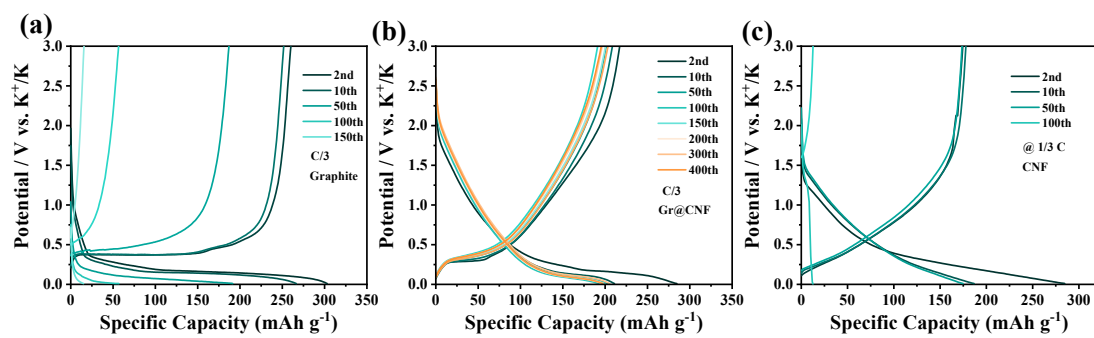 (a)
Potential / V vs. K⁺/K
3.0
2.5
2.0
1.5
1.0
0.5
0.0
2nd
10th
50th
100th
150th
C/3
Graphite
0 50 100 150 200 250 300 350
Specific Capacity (mAh g⁻¹)
(b)
Potential / V vs. K⁺/K
3.0
2.5
2.0
1.5
1.0
0.5
0.0
2nd
10th
50th
100th
150th
200th
300th
400th
C/3
Gr@CNF
0 50 100 150 200 250 300 350
Specific Capacity (mAh g⁻¹)
(c)
Potential / V vs. K⁺/K
3.0
2.5
2.0
1.5
1.0
0.5
0.0
2nd
10th
50th
100th
@ 1/3 C
CNF
0 50 100 150 200 250 300 350
Specific Capacity (mAh g⁻¹)